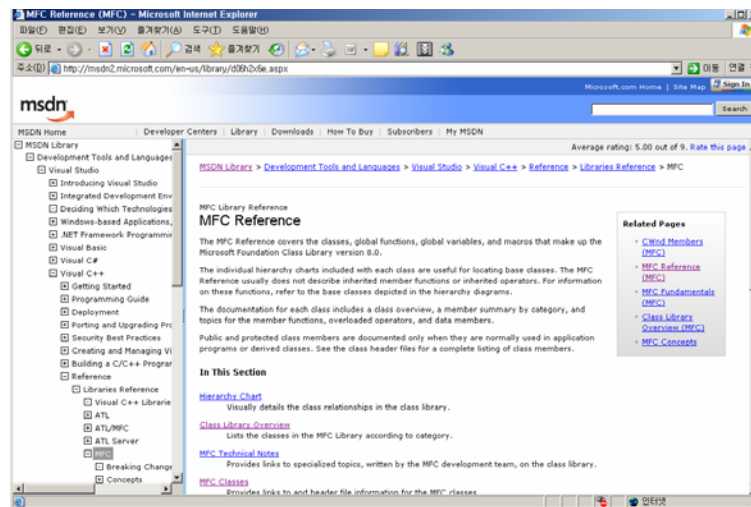 MFC Reference (MFC) - Microsoft Internet Explorer
파일(F) 편집(E) 보기(V) 즐겨찾기(A) 도구(T) 도움말(H)
뒤로 검색 즐겨찾기
주소(D) http://msdn2.microsoft.com/en-us/library/d06h2x6e.aspx 이동 연결
Microsoft.com Home | Site Map Sign In
msdn
Search
MSDN Home Developer Centers | Library | Downloads | How To Buy | Subscribers | My MSDN
Average rating: 5.00 out of 9. Rate this page
MSDN Library
Development Tools and Languages
Visual Studio
Introducing Visual Studio
Integrated Development Env
Deciding Which Technologies
Windows-based Applications,
.NET Framework Programmin
Visual Basic
Visual C#
Visual C++
Getting Started
Programming Guide
Deployment
Porting and Upgrading Pro
Security Best Practices
Creating and Managing Vi
Building a C/C++ Program
Reference
Libraries Reference
Visual C++ Librarie
ATL
ATL/MFC
ATL Server
MFC
Breaking Change
Concepts
MSDN Library > Development Tools and Languages > Visual Studio > Visual C++ > Reference > Libraries Reference > MFC
MFC Library Reference
MFC Reference
The MFC Reference covers the classes, global functions, global variables, and macros that make up the
Microsoft Foundation Class Library version 8.0.
The individual hierarchy charts included with each class are useful for locating base classes. The MFC
Reference usually does not describe inherited member functions or inherited operators. For information
on these functions, refer to the base classes depicted in the hierarchy diagrams.
The documentation for each class includes a class overview, a member summary by category, and
topics for the member functions, overloaded operators, and data members.
Public and protected class members are documented only when they are normally used in application
programs or derived classes. See the class header files for a complete listing of class members.
In This Section
Hierarchy Chart
Visually details the class relationships in the class library.
Class Library Overview
Lists the classes in the MFC Library according to category.
MFC Technical Notes
Provides links to specialized topics, written by the MFC development team, on the class library.
MFC Classes
Provides links to and header file information for the MFC classes.
Related Pages
CWnd Members
(MFC)
MFC Reference
(MFC)
MFC Fundamentals
(MFC)
Class Library
Overview (MFC)
MFC Concepts
인터넷